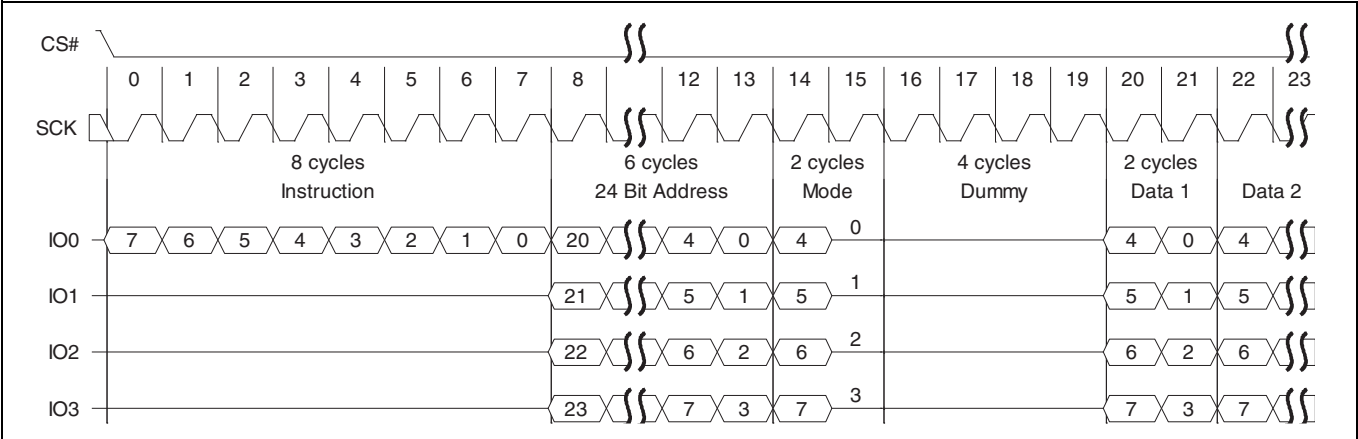 CS#
0 1 2 3 4 5 6 7 8 12 13 14 15 16 17 18 19 20 21 22 23
SCK
8 cycles 6 cycles 2 cycles 4 cycles 2 cycles
Instruction 24 Bit Address Mode Dummy Data 1 Data 2
IO0 7 6 5 4 3 2 1 0 20 4 0 4 0 4 0 4
IO1 21 5 1 5 1 5 1 5
IO2 22 6 2 6 2 6 2 6
IO3 23 7 3 7 3 7 3 7